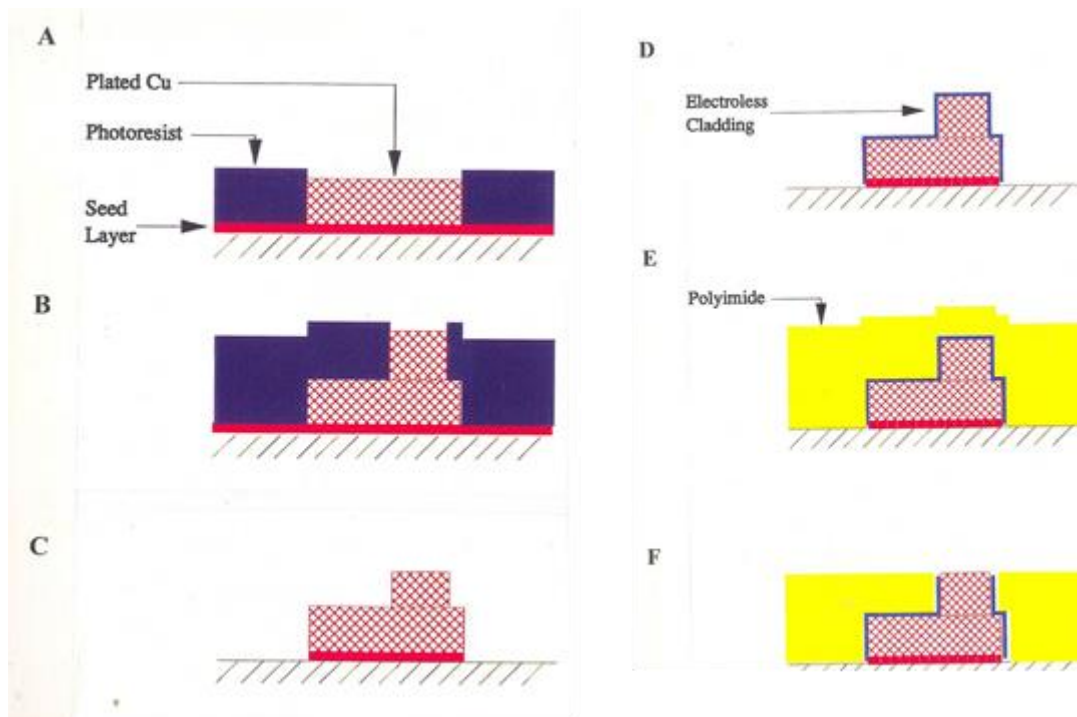 A
Plated Cu
Photoresist
Seed
Layer
B
C
D
Electroless
Cladding
E
Polyimide
F